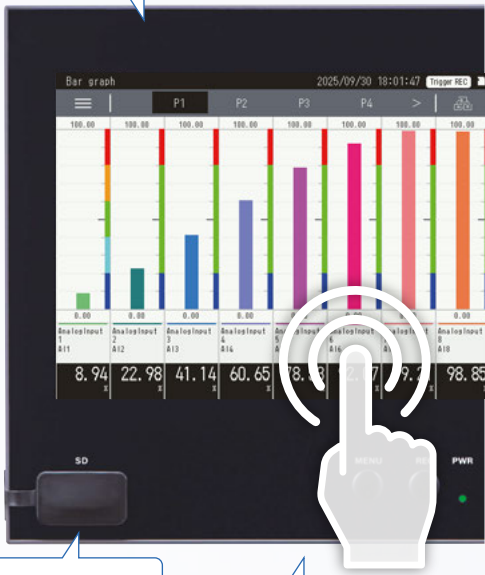 Bar graph 2025/09/30 18:01:47 Trigger REC
P1 P2 P3 P4 >
100.00 100.00 100.00 100.00 100.00 100.00 100.00 100.00
0.00 0.00 0.00 0.00 0.00 0.00 0.00 0.00
AnalogInput AnalogInput AnalogInput AnalogInput AnalogInput AnalogInput AnalogInput AnalogInput
1 2 3 4 5 6 8
AI1 AI2 AI3 AI4 AI6 AI8
8.94 22.98 41.14 60.65 98.85
SD MENU PWR